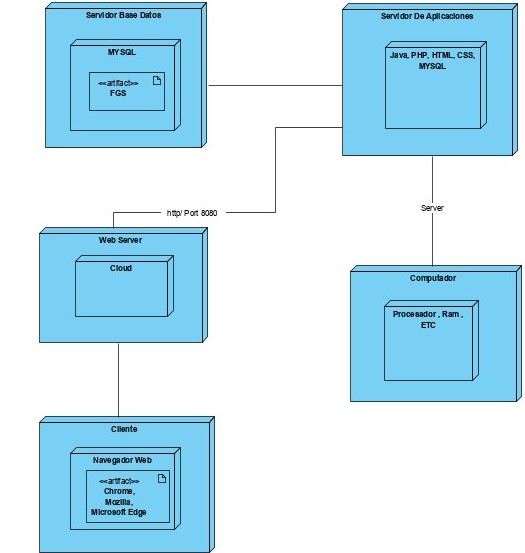 Servidor Base Datos
MYSQL
<<artifact>>
FGS
Servidor De Aplicaciones
Java, PHP, HTML, CSS,
MYSQL
http/ Port 8080
Server
Web Server
Cloud
Computador
Procesador , Ram ,
ETC
Cliente
Navegador Web
<<artifact>>
Chrome,
Mozilla,
Microsoft Edge